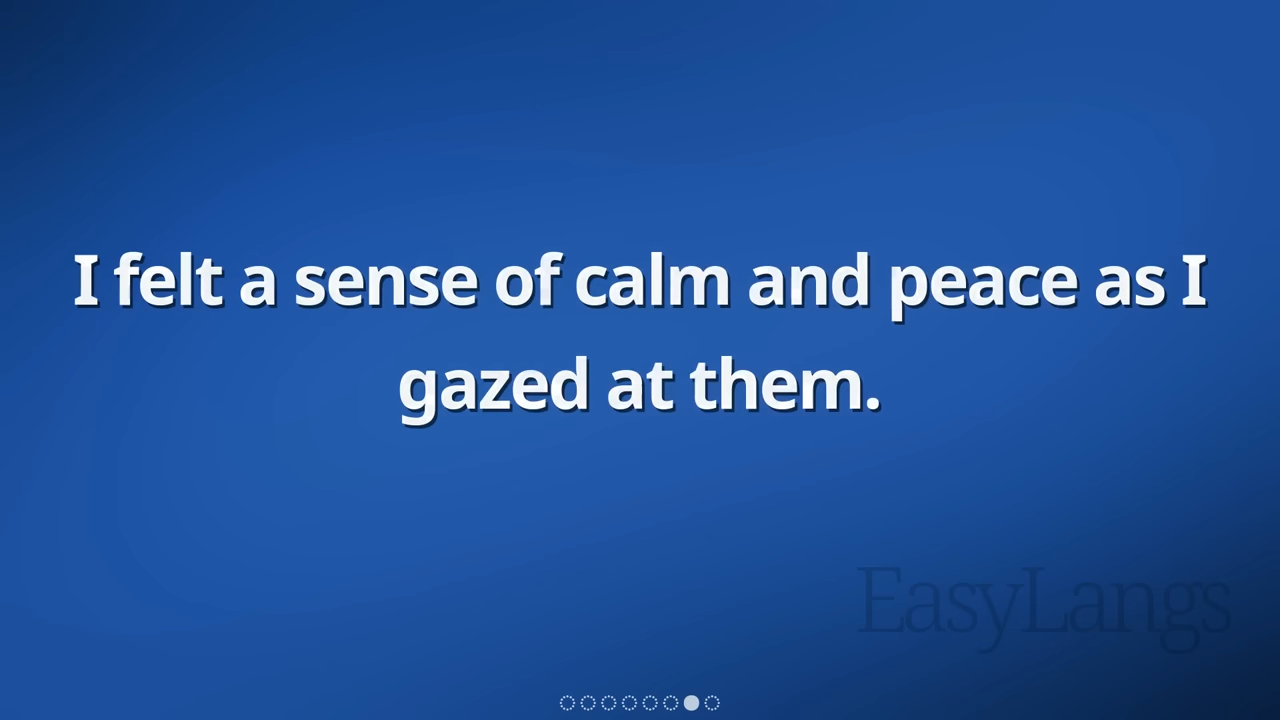 I felt a sense of calm and peace as I
gazed at them.
EasyLangs